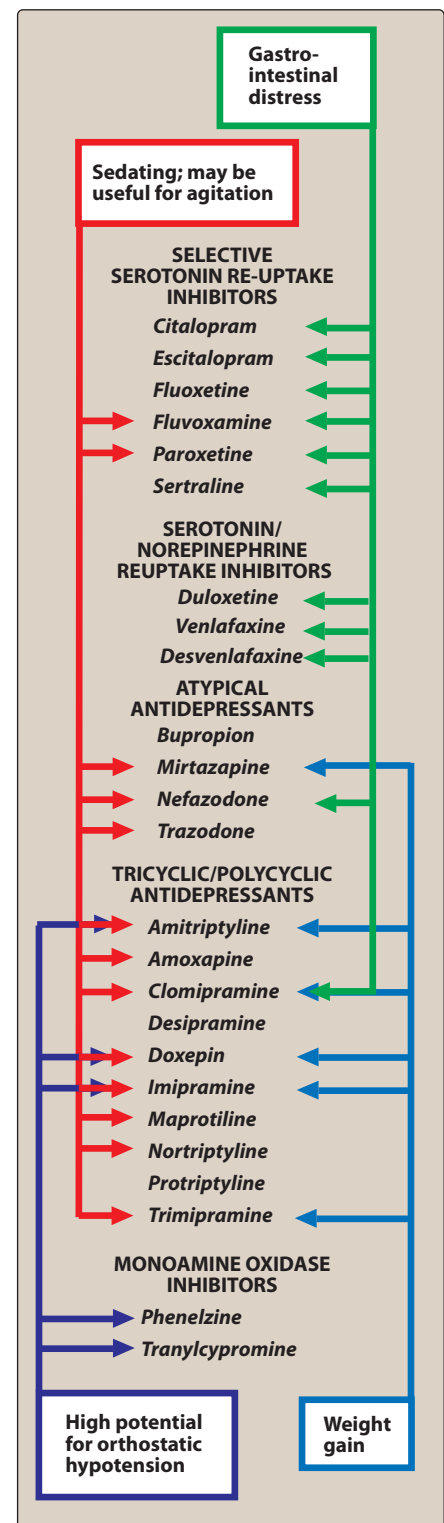 Gastro-
intestinal
distress
Sedating; may be
useful for agitation
SELECTIVE
SEROTONIN RE-UPTAKE
INHIBITORS
Citalopram
Escitalopram
Fluoxetine
Fluvoxamine
Paroxetine
Sertraline
SEROTONIN/
NOREPINEPHRINE
REUPTAKE INHIBITORS
Duloxetine
Venlafaxine
Desvenlafaxine
ATYPICAL
ANTIDEPRESSANTS
Bupropion
Mirtazapine
Nefazodone
Trazodone
TRICYCLIC/POLYCYCLIC
ANTIDEPRESSANTS
Amitriptyline
Amoxapine
Clomipramine
Desipramine
Doxepin
Imipramine
Maprotiline
Nortriptyline
Protriptyline
Trimipramine
MONOAMINE OXIDASE
INHIBITORS
Phenelzine
Tranylcypromine
High potential
for orthostatic
hypotension
Weight
gain